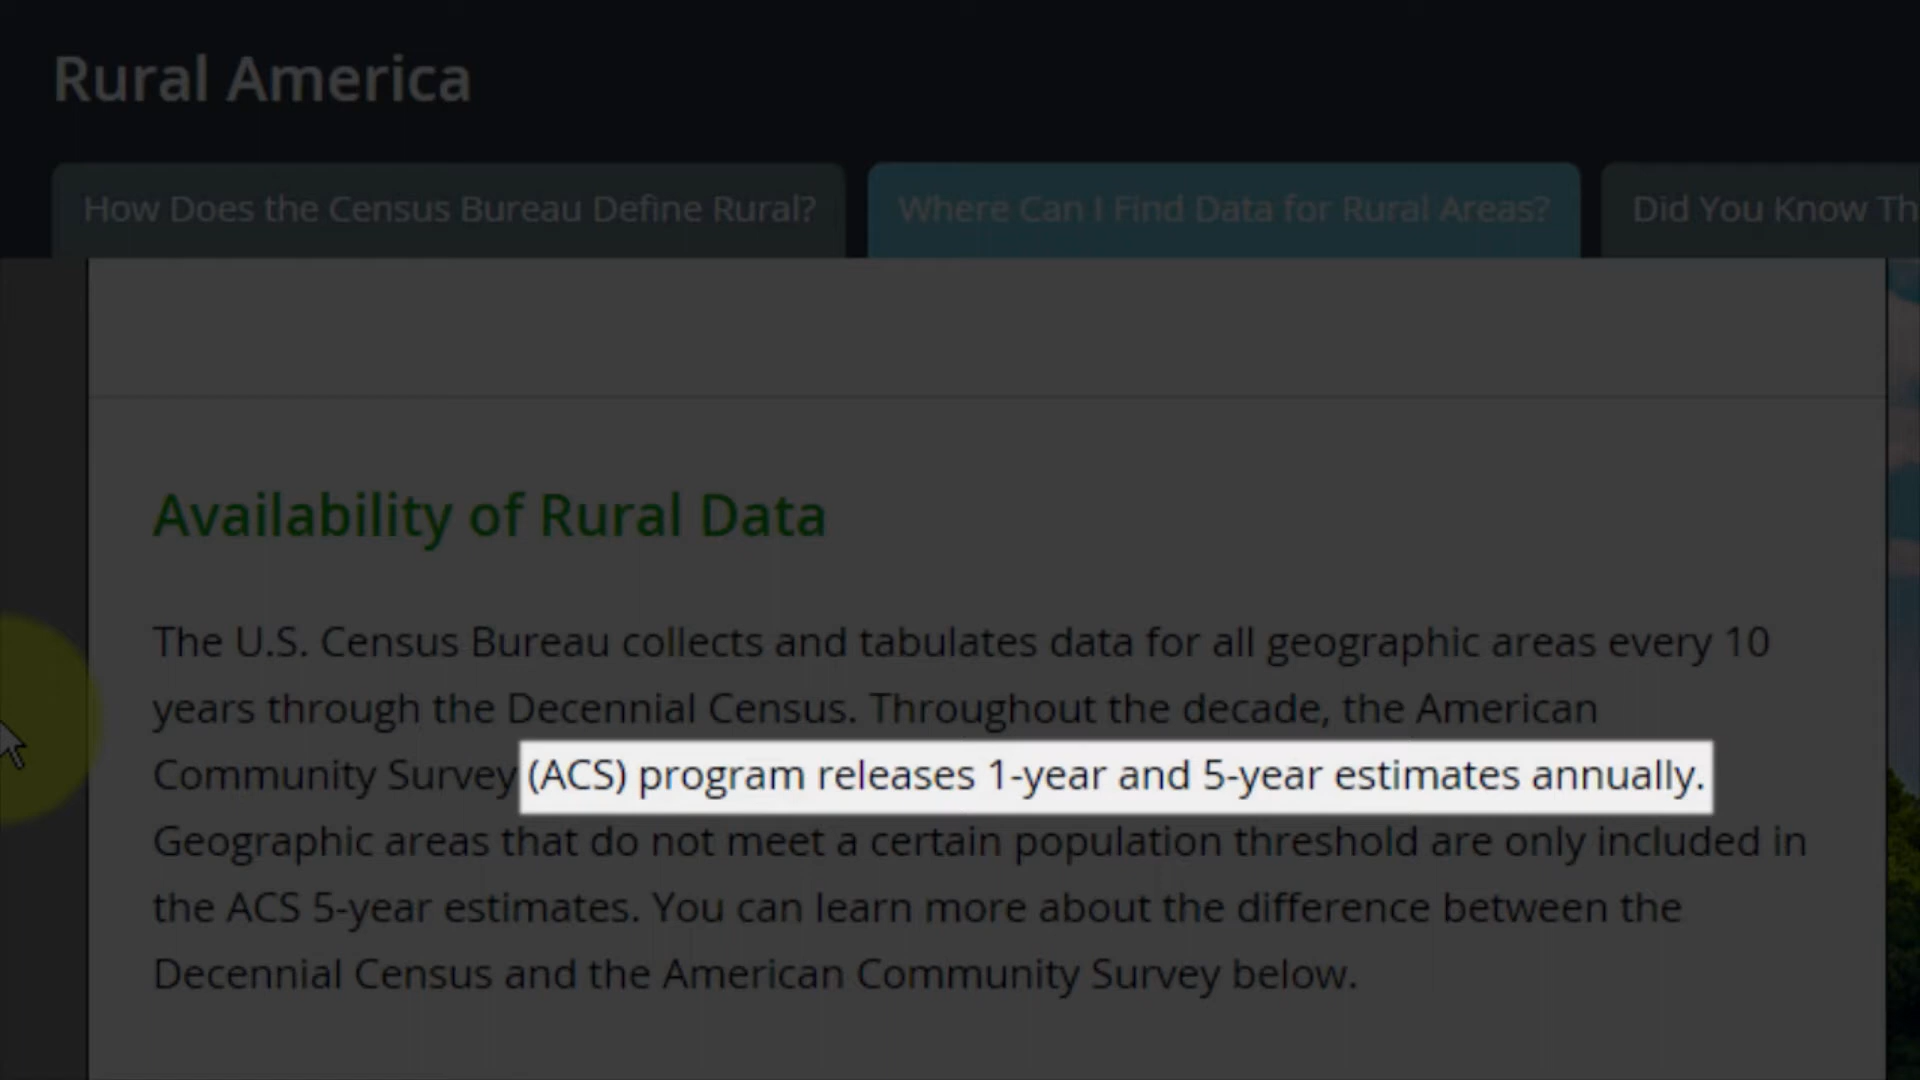 Rural America
How Does the Census Bureau Define Rural?
Where Can I Find Data for Rural Areas?
Did You Know Th
Availability of Rural Data
The U.S. Census Bureau collects and tabulates data for all geographic areas every 10
years through the Decennial Census. Throughout the decade, the American
Community Survey (ACS) program releases 1-year and 5-year estimates annually.
Geographic areas that do not meet a certain population threshold are only included in
the ACS 5-year estimates. You can learn more about the difference between the
Decennial Census and the American Community Survey below.